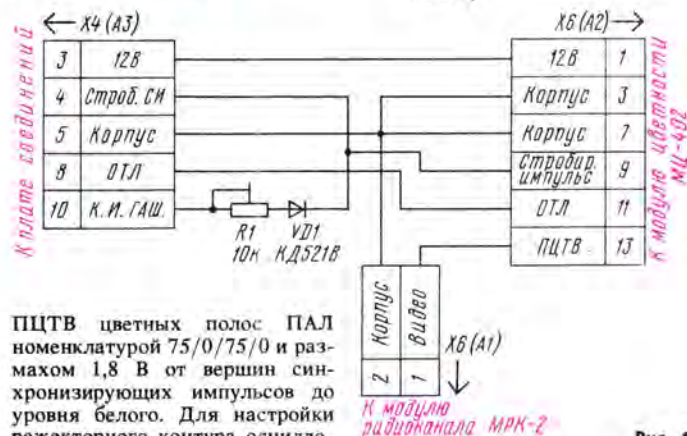 X4 (A3)
X6 (A2)
К плате соединений
3 12В
4 Строб. СИ
5 Корпус
8 ОТЛ
10 К.И. ГАШ.
R1
10к
VD1
КД521В
12В 1
Корпус 3
Корпус 7
Стробир. импульс 9
ОТЛ 11
ПЦТВ 13
К модулю цветности
МЦ-402
Корпус 2
Видео 1
X6 (A1)
К модулю
радиоканала МРК-2
ПЦТВ цветных полос ПАЛ
номенклатурой 75/0/75/0 и раз-
махом 1,8 В от вершин син-
хронизирующих импульсов до
уровня белого. Для настройки